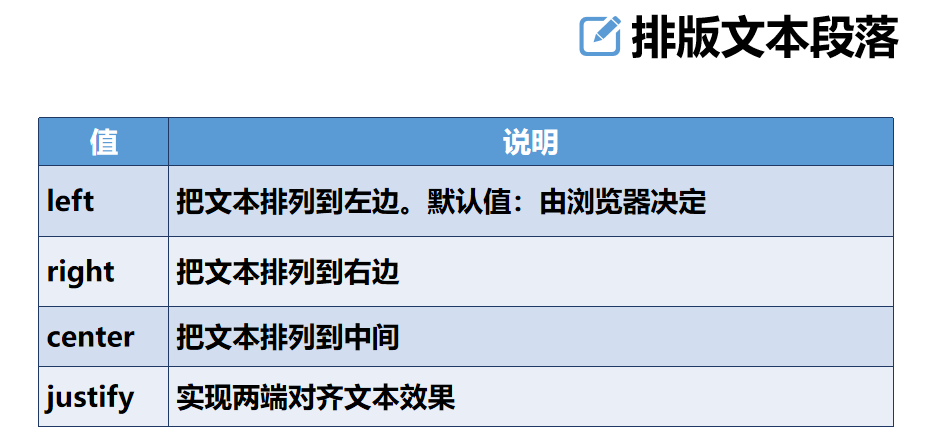 排版文本段落
值 说明
left 把文本排列到左边。默认值：由浏览器决定
right 把文本排列到右边
center 把文本排列到中间
justify 实现两端对齐文本效果